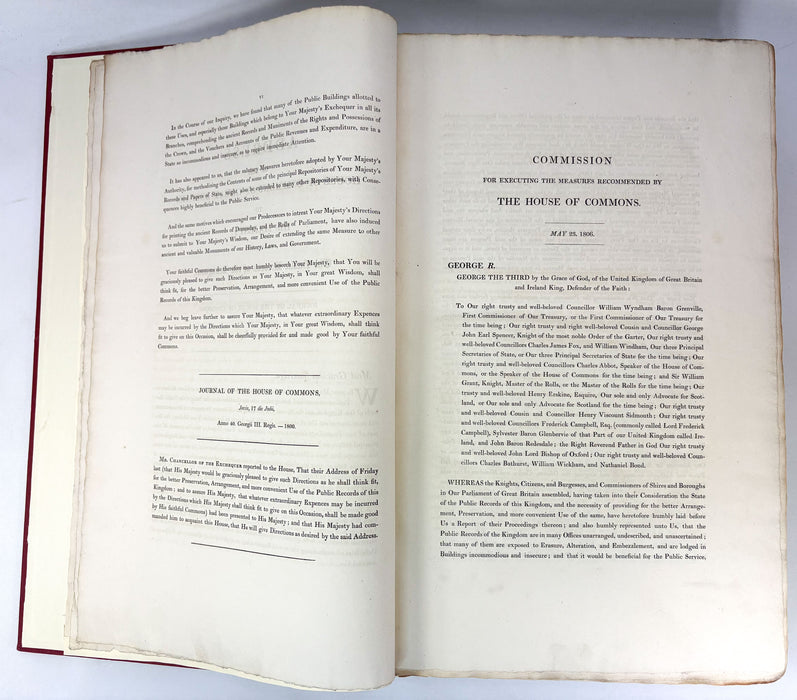 vi
In the Course of our Inquiry, we have found that many of the Public Buildings allotted to
these Uses, and especially those Buildings which belong to Your Majesty's Exchequer in all its
Branches, comprehending the ancient Records and Muniments of the Rights and Possessions of
the Crown, and the Vouchers and Accounts of the Public Revenues and Expenditure, are in a
State so incommodious and insecure, as to require immediate Attention.
It has also appeared to us, that the salutary Measures heretofore adopted by Your Majesty's
Authority, for methodizing the Contents of some of the principal Repositories of Your Majesty's
Records and Papers of State, might also be extended to many other Repositories, with Conse-
quences highly beneficial to the Public Service.
And the same motives which encouraged our Predecessors to intreat Your Majesty's Directions
for printing the ancient Records of Domesday, and the Rolls of Parliament, have also induced
us to submit to Your Majesty's Wisdom, our Desire of extending the same Measure to other
ancient and valuable Monuments of our History, Laws, and Government.
Your faithful Commons do therefore most humbly beseech Your Majesty, that You will be
graciously pleased to give such Directions as Your Majesty, in Your great Wisdom, shall
think fit, for the better Preservation, Arrangement, and more convenient Use of the Public
Records of this Kingdom.
And we beg leave further to assure Your Majesty, that whatever extraordinary Expences
may be incurred by the Directions which Your Majesty, in Your great Wisdom, shall think
fit to give on this Occasion, shall be cheerfully provided for and made good by Your faithful
Commons.
JOURNAL OF THE HOUSE OF COMMONS,
Jovis, 17 die Julii,
Anno 40. Georgii III. Regis. — 1800.
MR. CHANCELLOR OF THE EXCHEQUER reported to the House, That their Address of Friday
last (that His Majesty would be graciously pleased to give such Directions as he shall think fit,
for the better Preservation, Arrangement, and more convenient Use of the Public Records of this
Kingdom; and to assure His Majesty, that whatever extraordinary Expences may be incurred
by the Directions which His Majesty shall think fit to give on this Occasion, shall be made good
by His faithful Commons) had been presented to His Majesty; and that His Majesty had com-
manded him to acquaint this House, that He will give Directions as desired by the said Address.
COMMISSION
FOR EXECUTING THE MEASURES RECOMMENDED BY
THE HOUSE OF COMMONS.
MAY 23, 1806.
GEORGE R.
GEORGE THE THIRD by the Grace of God, of the United Kingdom of Great Britain
and Ireland King, Defender of the Faith:
To Our right trusty and well-beloved Councillor William Wyndham Baron Grenville,
First Commissioner of Our Treasury, or the First Commissioner of Our Treasury for
the time being; Our right trusty and right well-beloved Cousin and Councillor George
John Earl Spencer, Knight of the most noble Order of the Garter, Our right trusty and
well-beloved Councillors Charles James Fox, and William Windham, Our three Principal
Secretaries of State, or Our three Principal Secretaries of State for the time being; Our
right trusty and well-beloved Councillors Charles Abbot, Speaker of the House of Com-
mons, or the Speaker of the House of Commons for the time being; and Sir William
Grant, Knight, Master of the Rolls, or the Master of the Rolls for the time being; Our
trusty and well-beloved Henry Erskine, Esquire, Our sole and only Advocate for Scot-
land, or Our sole and only Advocate for Scotland for the time being; Our right trusty
and well-beloved Cousin and Councillor Henry Viscount Sidmouth; Our right trusty
and well-beloved Councillors Frederick Campbell, Esq. (commonly called Lord Frederick
Campbell), Sylvester Baron Glenbervie of that Part of our United Kingdom called Ire-
land, and John Baron Redesdale; the Right Reverend Father in God Our right trusty
and well-beloved John Lord Bishop of Oxford; Our right trusty and well-beloved Coun-
cillors Charles Bathurst, William Wickham, and Nathaniel Bond.
WHEREAS the Knights, Citizens, and Burgesses, and Commissioners of Shires and Boroughs
in Our Parliament of Great Britain assembled, having taken into their Consideration the State
of the Public Records of this Kingdom, and the necessity of providing for the better Arrange-
ment, Preservation, and more convenient Use of the same, have heretofore humbly laid before
Us a Report of their Proceedings thereon; and also humbly represented unto Us, that the
Public Records of the Kingdom are in many Offices unarranged, undescribed, and unascertained;
that many of them are exposed to Erasure, Alteration, and Embezzlement, and are lodged in
Buildings incommodious and insecure; and that it would be beneficial for the Public Service,